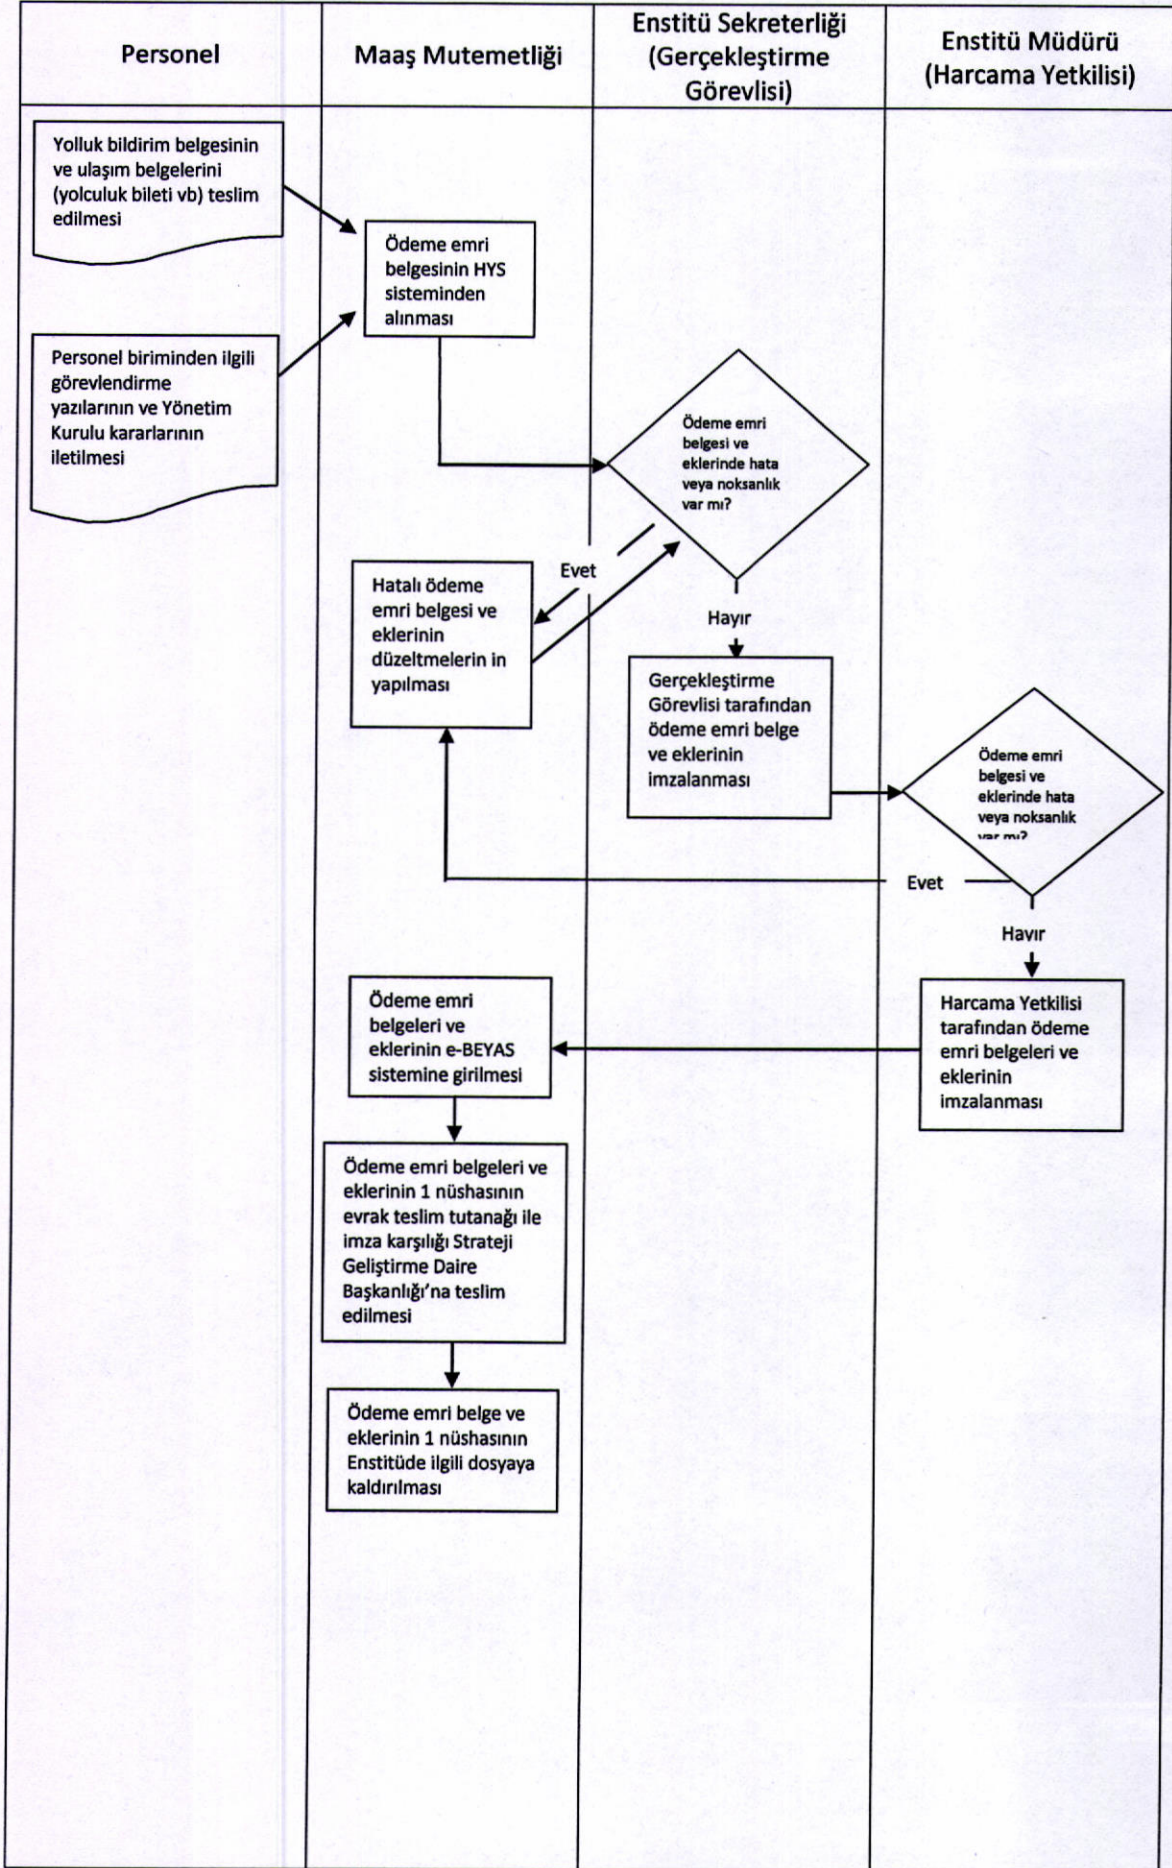 Personel
Maaş Mutemetliği
Enstitü Sekreterliği
(Gerçekleştirme
Görevlisi)
Enstitü Müdürü
(Harcama Yetkilisi)
Yolluk bildirim belgesinin
ve ulaşım belgelerini
(yolculuk bileti vb) teslim
edilmesi
Ödeme emri
belgesinin HYS
sisteminden
alınması
Personel biriminden ilgili
görevlendirme
yazılarının ve Yönetim
Kurulu kararlarının
iletilmesi
Ödeme emri
belgesi ve
eklerinde hata
veya noksanlık
var mı?
Evet
Hatalı ödeme
emri belgesi ve
eklerinin
düzeltmelerin in
yapılması
Hayır
Gerçekleştirme
Görevlisi tarafından
ödeme emri belge
ve eklerinin
imzalanması
Ödeme emri
belgesi ve
eklerinde hata
veya noksanlık
var mı?
Evet
Hayır
Harcama Yetkilisi
tarafından ödeme
emri belgeleri ve
eklerinin
imzalanması
Ödeme emri
belgeleri ve
eklerinin e-BEYAS
sistemine girilmesi
Ödeme emri belgeleri ve
eklerinin 1 nüshasının
evrak teslim tutanağı ile
imza karşılığı Strateji
Geliştirme Daire
Başkanlığı'na teslim
edilmesi
Ödeme emri belge ve
eklerinin 1 nüshasının
Enstitüde ilgili dosyaya
kaldırılması